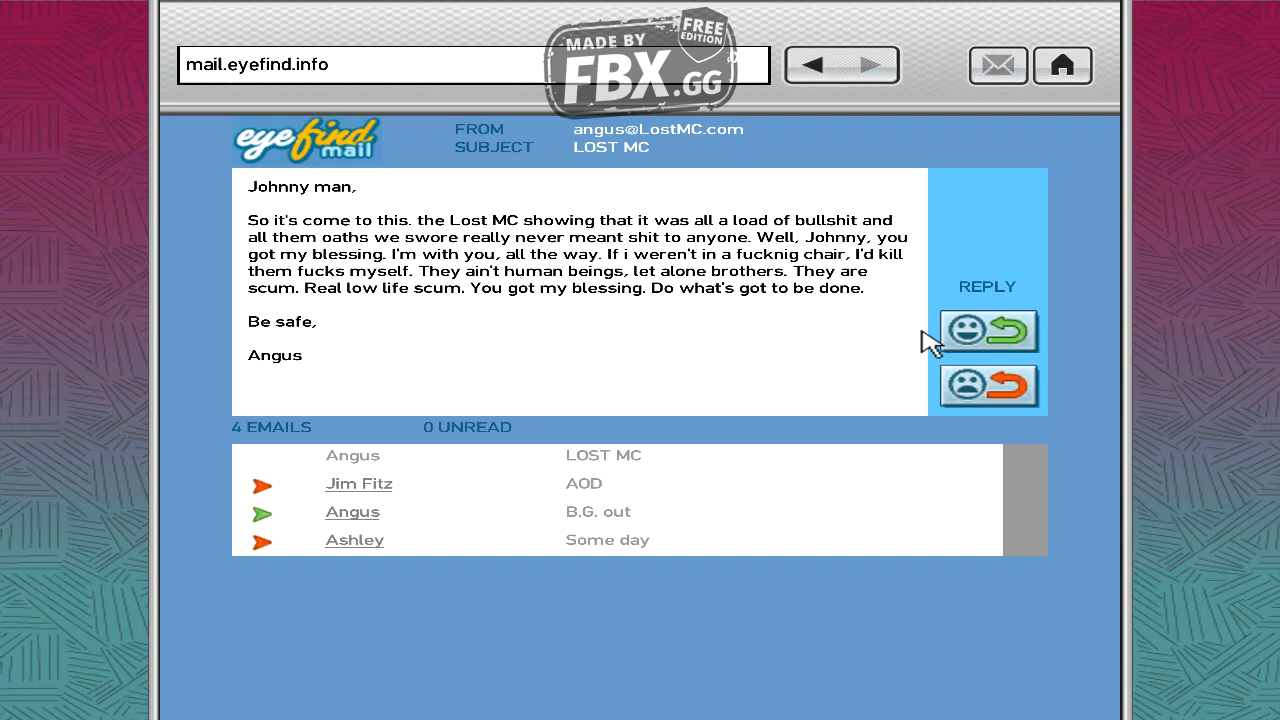 MADE BY
FREE
EDITION
FBX.GG
mail.eyefind.info
eyefind
mail
FROM angus@LostMC.com
SUBJECT LOST MC
Johnny man,
So it's come to this. the Lost MC showing that it was all a load of bullshit and
all them oaths we swore really never meant shit to anyone. Well, Johnny, you
got my blessing. I'm with you, all the way. If i weren't in a fucknig chair, I'd kill
them fucks myself. They ain't human beings, let alone brothers. They are
scum. Real low life scum. You got my blessing. Do what's got to be done.
Be safe,
Angus
REPLY
4 EMAILS 0 UNREAD
Angus LOST MC
Jim Fitz AOD
Angus B.G. out
Ashley Some day